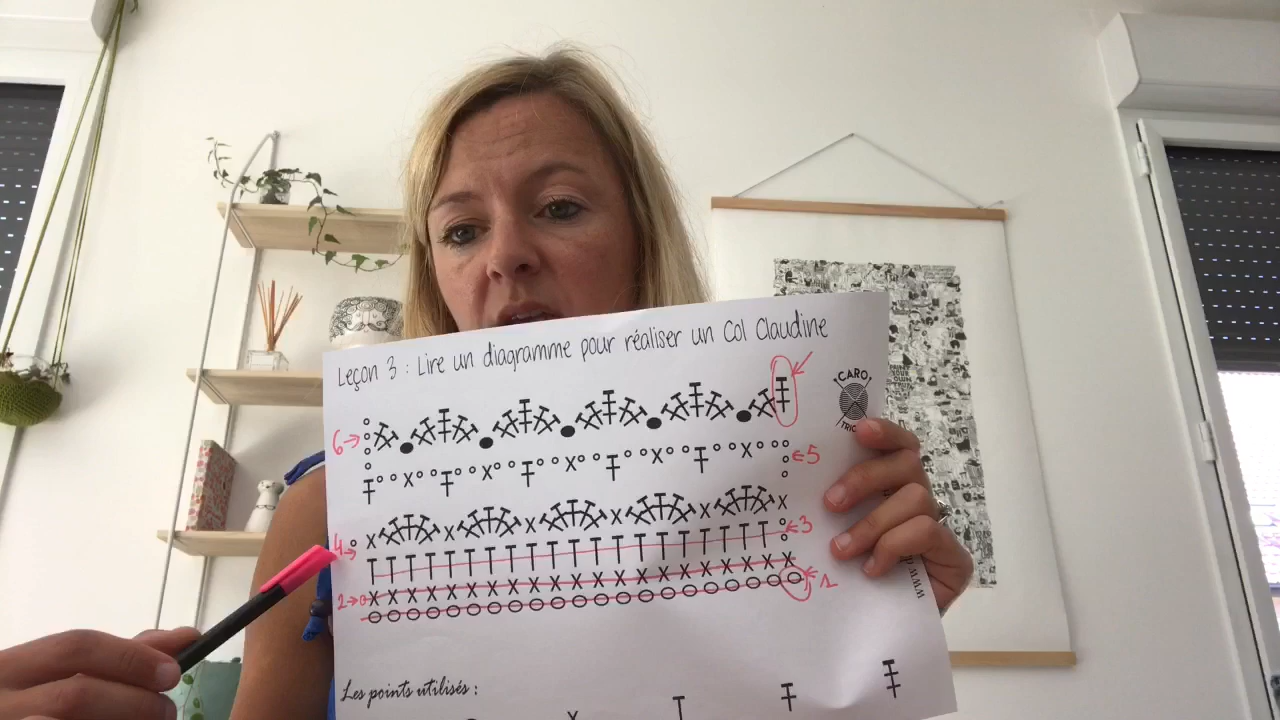 Leçon 3 : Lire un diagramme pour réaliser un Col Claudine
CARO
TRIC
6
5
4
3
2
1
Les points utilisés :